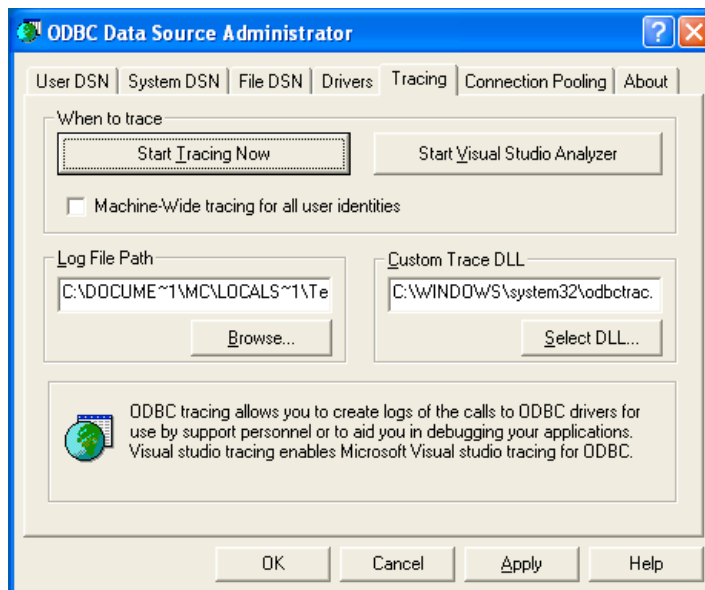 ODBC Data Source Administrator
User DSN System DSN File DSN Drivers Tracing Connection Pooling About
When to trace
Start Tracing Now Start Visual Studio Analyzer
Machine-Wide tracing for all user identities
Log File Path Custom Trace DLL
C:\DOCUME~1\MC\LOCALS~1\Te C:\WINDOWS\system32\odbctrac.
Browse... Select DLL...
ODBC tracing allows you to create logs of the calls to ODBC drivers for
use by support personnel or to aid you in debugging your applications.
Visual studio tracing enables Microsoft Visual studio tracing for ODBC.
OK Cancel Apply Help